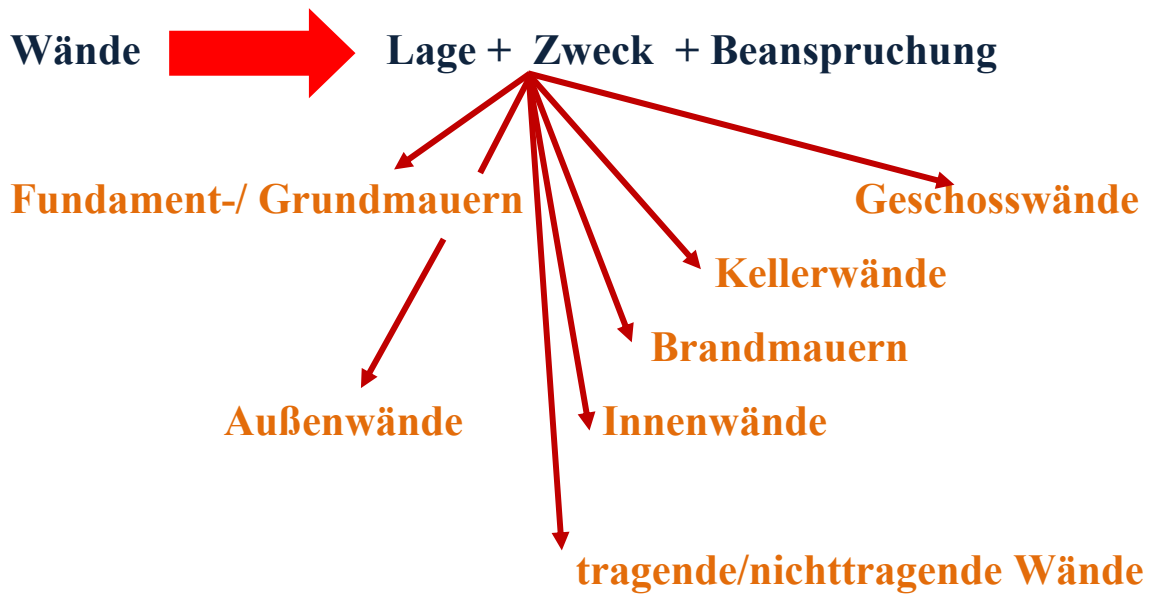 Wände Lage + Zweck + Beanspruchung
Fundament-/ Grundmauern Geschosswände
Kellerwände
Brandmauern
Außenwände Innenwände
tragende/nichttragende Wände